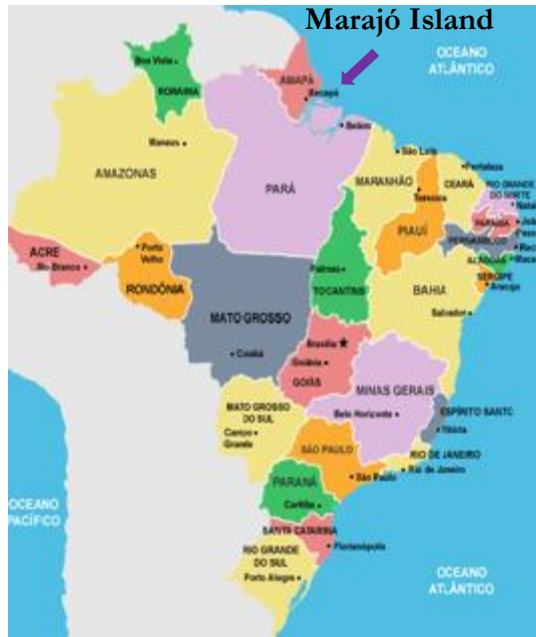 Marajó Island
OCEANO
ATLÂNTICO
Boa Vista
RORAIMA
AMAPÁ
Macapá
Belém
Manaus
AMAZONAS
PARÁ
São Luís
MARANHÃO
Fortaleza
CEARÁ
RIO GRANDE
DO NORTE
Natal
Teresina
PARAÍBA
PIAUÍ
PERNAMBUCO
ALAGOAS
SERGIPE
Aracaju
ACRE
Rio Branco
Porto
Velho
RONDÔNIA
Palmas
TOCANTINS
BAHIA
Salvador
MATO GROSSO
Cuiabá
Brasília
Goiânia
GOIÁS
MINAS GERAIS
Belo Horizonte
MATO GROSSO
DO SUL
Campo
Grande
ESPÍRITO SANTC
Vitória
SÃO PAULO
São Paulo
RIO DE JANEIRO
Rio de Janeiro
PARANÁ
Curitiba
OCEANO
PACÍFICO
SANTA CATARINA
Florianópolis
RIO GRANDE
DO SUL
Porto Alegre
OCEANO
ATLÂNTICO